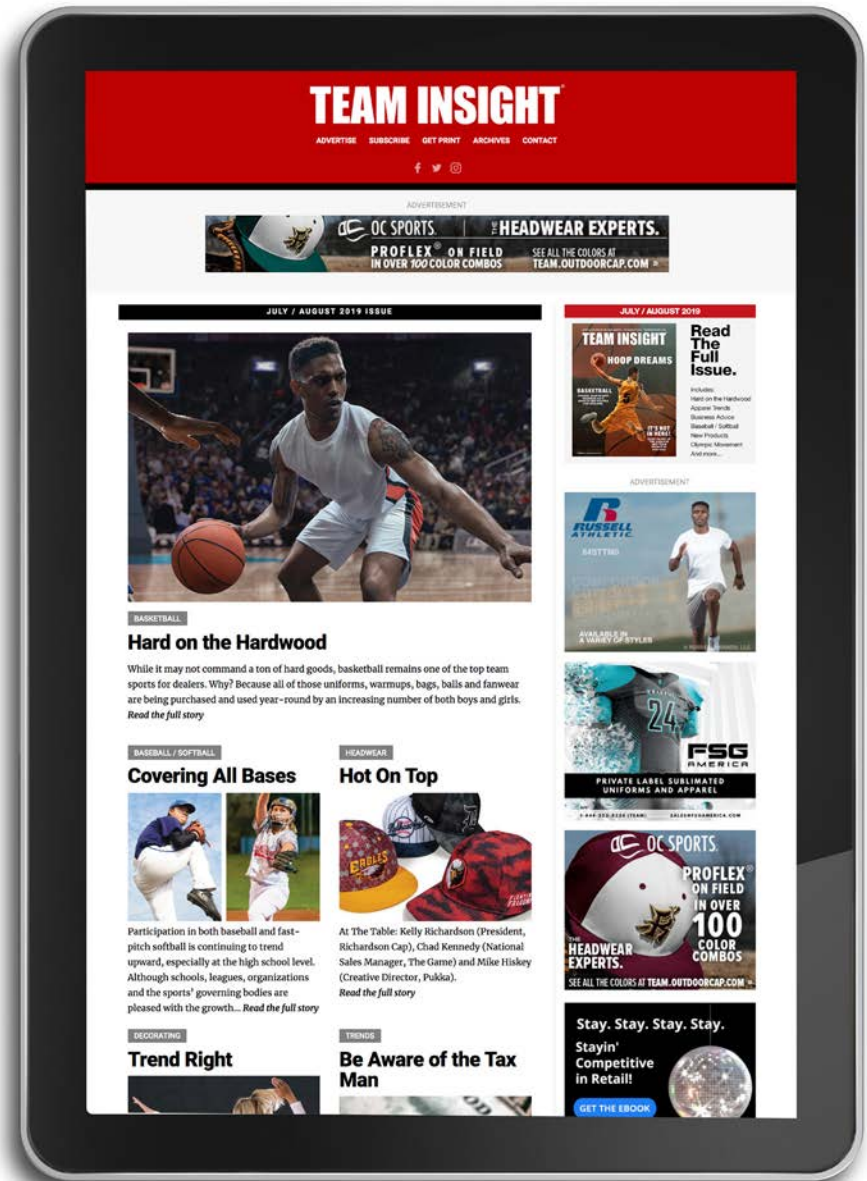 TEAM INSIGHT
ADVERTISE SUBSCRIBE GET PRINT ARCHIVES CONTACT
ADVERTISEMENT
OC SPORTS. THE HEADWEAR EXPERTS.
PROFLEX® ON FIELD
IN OVER 100 COLOR COMBOS
SEE ALL THE COLORS AT
TEAM.OUTDOORCAP.COM »
JULY / AUGUST 2019 ISSUE
BASKETBALL
Hard on the Hardwood
While it may not command a ton of hard goods, basketball remains one of the top team
sports for dealers. Why? Because all of those uniforms, warmups, bags, balls and fanwear
are being purchased and used year-round by an increasing number of both boys and girls.
Read the full story
BASEBALL / SOFTBALL
Covering All Bases
Participation in both baseball and fast-
pitch softball is continuing to trend
upward, especially at the high school level.
Although schools, leagues, organizations
and the sports' governing bodies are
pleased with the growth... Read the full story
HEADWEAR
Hot On Top
EAGLES
At The Table: Kelly Richardson (President,
Richardson Cap), Chad Kennedy (National
Sales Manager, The Game) and Mike Hiskey
(Creative Director, Pukka).
Read the full story
DECORATING
Trend Right
TRENDS
Be Aware of the Tax
Man
JULY / AUGUST 2019
TEAM INSIGHT
HOOP DREAMS
BASKETBALL
IT'S NOT
IN HERE!
Read
The
Full
Issue.
Includes:
Hard on the Hardwood
Apparel Trends
Business Advice
Baseball / Softball
New Products
Olympic Movement
And more...
ADVERTISEMENT
RUSSELL
ATHLETIC
64STTM0
AVAILABLE IN
A VARIETY OF STYLES
24
FSG
AMERICA
PRIVATE LABEL SUBLIMATED
UNIFORMS AND APPAREL
OC SPORTS.
PROFLEX®
ON FIELD
IN OVER
100
COLOR
COMBOS
THE
HEADWEAR
EXPERTS.
SEE ALL THE COLORS AT TEAM.OUTDOORCAP.COM »
Stay. Stay. Stay. Stay.
Stayin'
Competitive
in Retail!
GET THE EBOOK